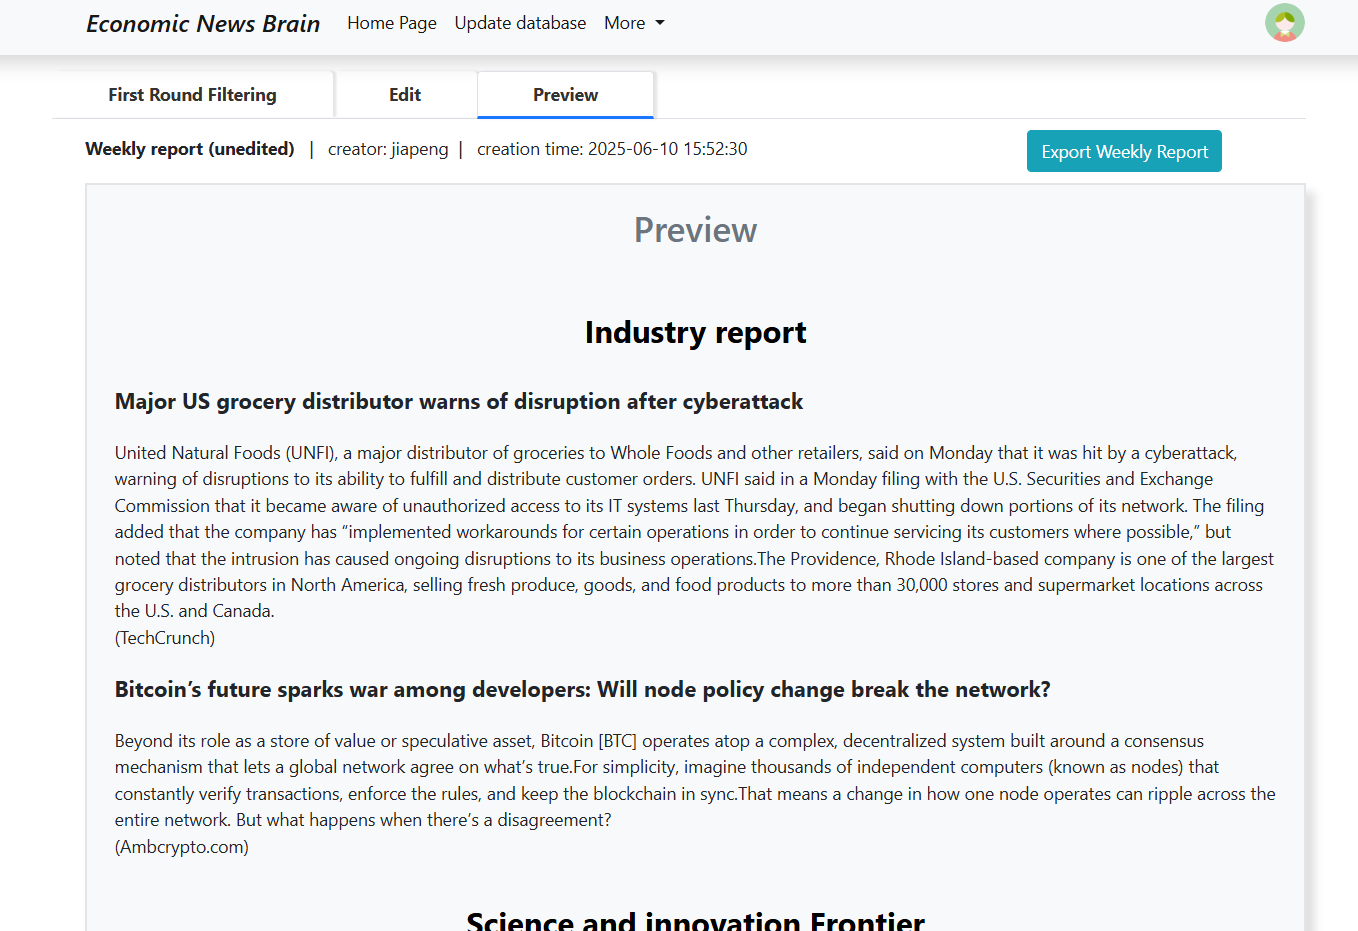 Economic News Brain Home Page Update database More
First Round Filtering Edit Preview
Weekly report (unedited) | creator: jiapeng | creation time: 2025-06-10 15:52:30 Export Weekly Report
Preview
Industry report
Major US grocery distributor warns of disruption after cyberattack
United Natural Foods (UNFI), a major distributor of groceries to Whole Foods and other retailers, said on Monday that it was hit by a cyberattack,
warning of disruptions to its ability to fulfill and distribute customer orders. UNFI said in a Monday filing with the U.S. Securities and Exchange
Commission that it became aware of unauthorized access to its IT systems last Thursday, and began shutting down portions of its network. The filing
added that the company has “implemented workarounds for certain operations in order to continue servicing its customers where possible,” but
noted that the intrusion has caused ongoing disruptions to its business operations.The Providence, Rhode Island-based company is one of the largest
grocery distributors in North America, selling fresh produce, goods, and food products to more than 30,000 stores and supermarket locations across
the U.S. and Canada.
(TechCrunch)
Bitcoin’s future sparks war among developers: Will node policy change break the network?
Beyond its role as a store of value or speculative asset, Bitcoin [BTC] operates atop a complex, decentralized system built around a consensus
mechanism that lets a global network agree on what’s true.For simplicity, imagine thousands of independent computers (known as nodes) that
constantly verify transactions, enforce the rules, and keep the blockchain in sync.That means a change in how one node operates can ripple across the
entire network. But what happens when there’s a disagreement?
(Ambcrypto.com)
Science and innovation Frontier